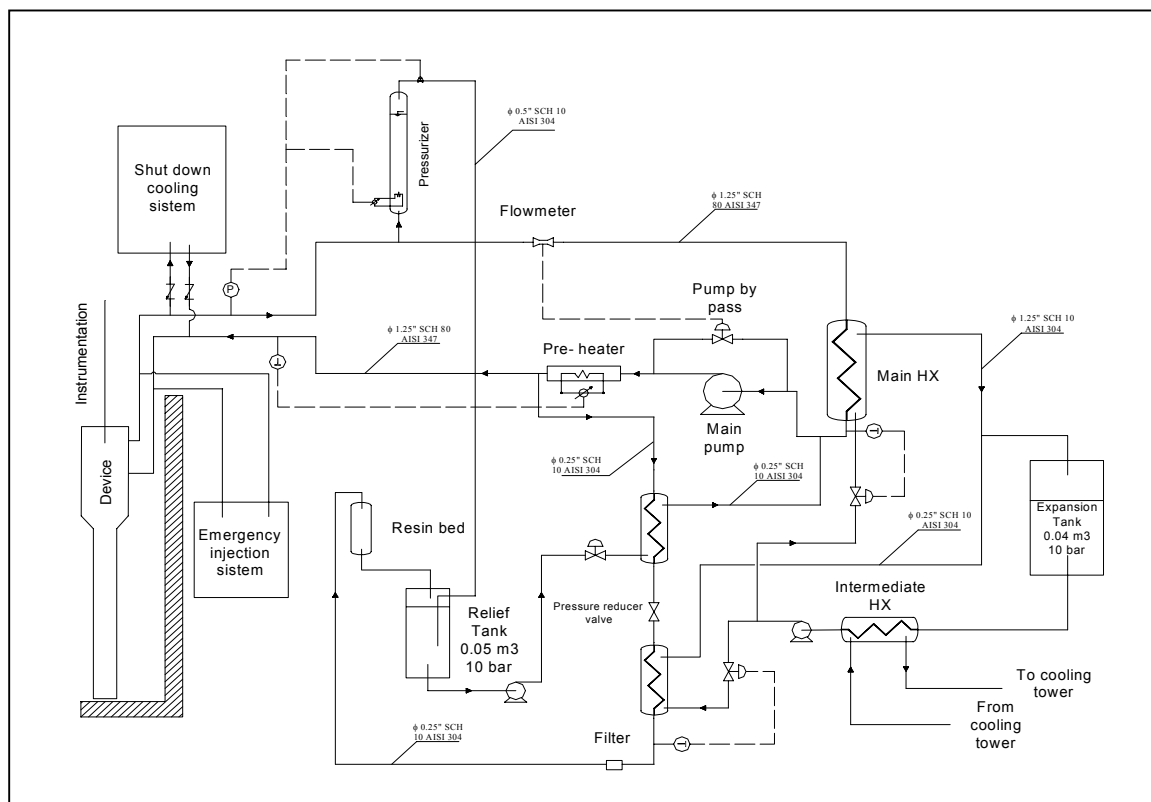 ϕ 0.5" SCH 10
AISI 304
Pressurizer
Shut down
cooling
sistem
Flowmeter
ϕ 1.25" SCH
80 AISI 347
P
Instrumentation
Pump by
pass
ϕ 1.25" SCH 10
AISI 304
ϕ 1.25" SCH 80
AISI 347
Pre- heater
T
Main HX
Main
pump
T
Device
ϕ 0.25" SCH
10 AISI 304
ϕ 0.25" SCH
10 AISI 304
Expansion
Tank
0.04 m3
10 bar
Resin bed
ϕ 0.25" SCH 10
AISI 304
Emergency
injection
sistem
Intermediate
HX
Pressure reducer
valve
Relief
Tank
0.05 m3
10 bar
To cooling
tower
From
cooling
tower
ϕ 0.25" SCH
10 AISI 304
Filter
T